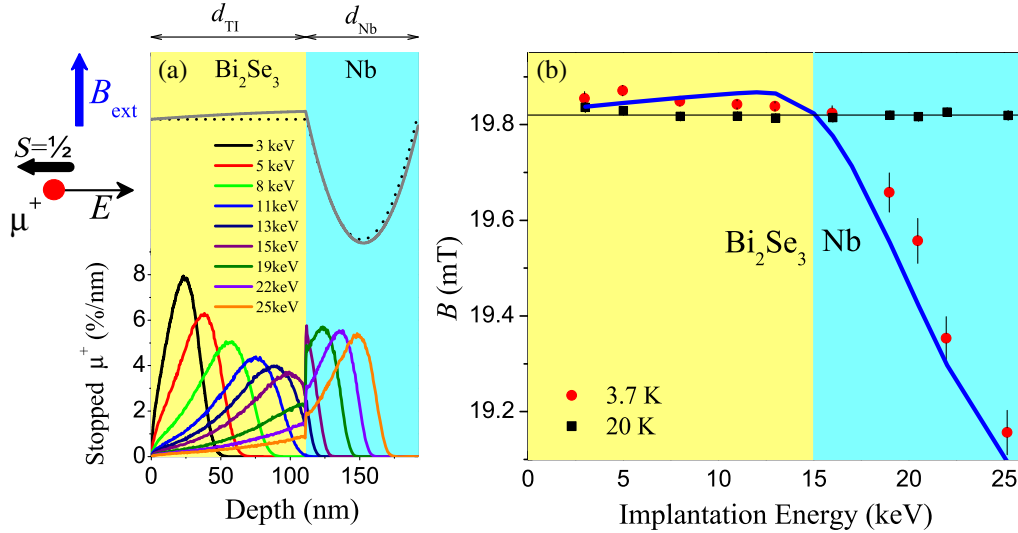 d_TI d_Nb
(a) Bi₂Se₃ Nb
B_ext
S=½
μ⁺ E
3 keV
5 keV
8 keV
11keV
13keV
15keV
19keV
22keV
25keV
Stopped μ⁺ (%/nm)
8
6
4
2
0
0 50 100 150
Depth (nm)
(b)
B (mT)
19.8
19.6
19.4
19.2
Bi₂Se₃ Nb
3.7 K
20 K
0 5 10 15 20 25
Implantation Energy (keV)